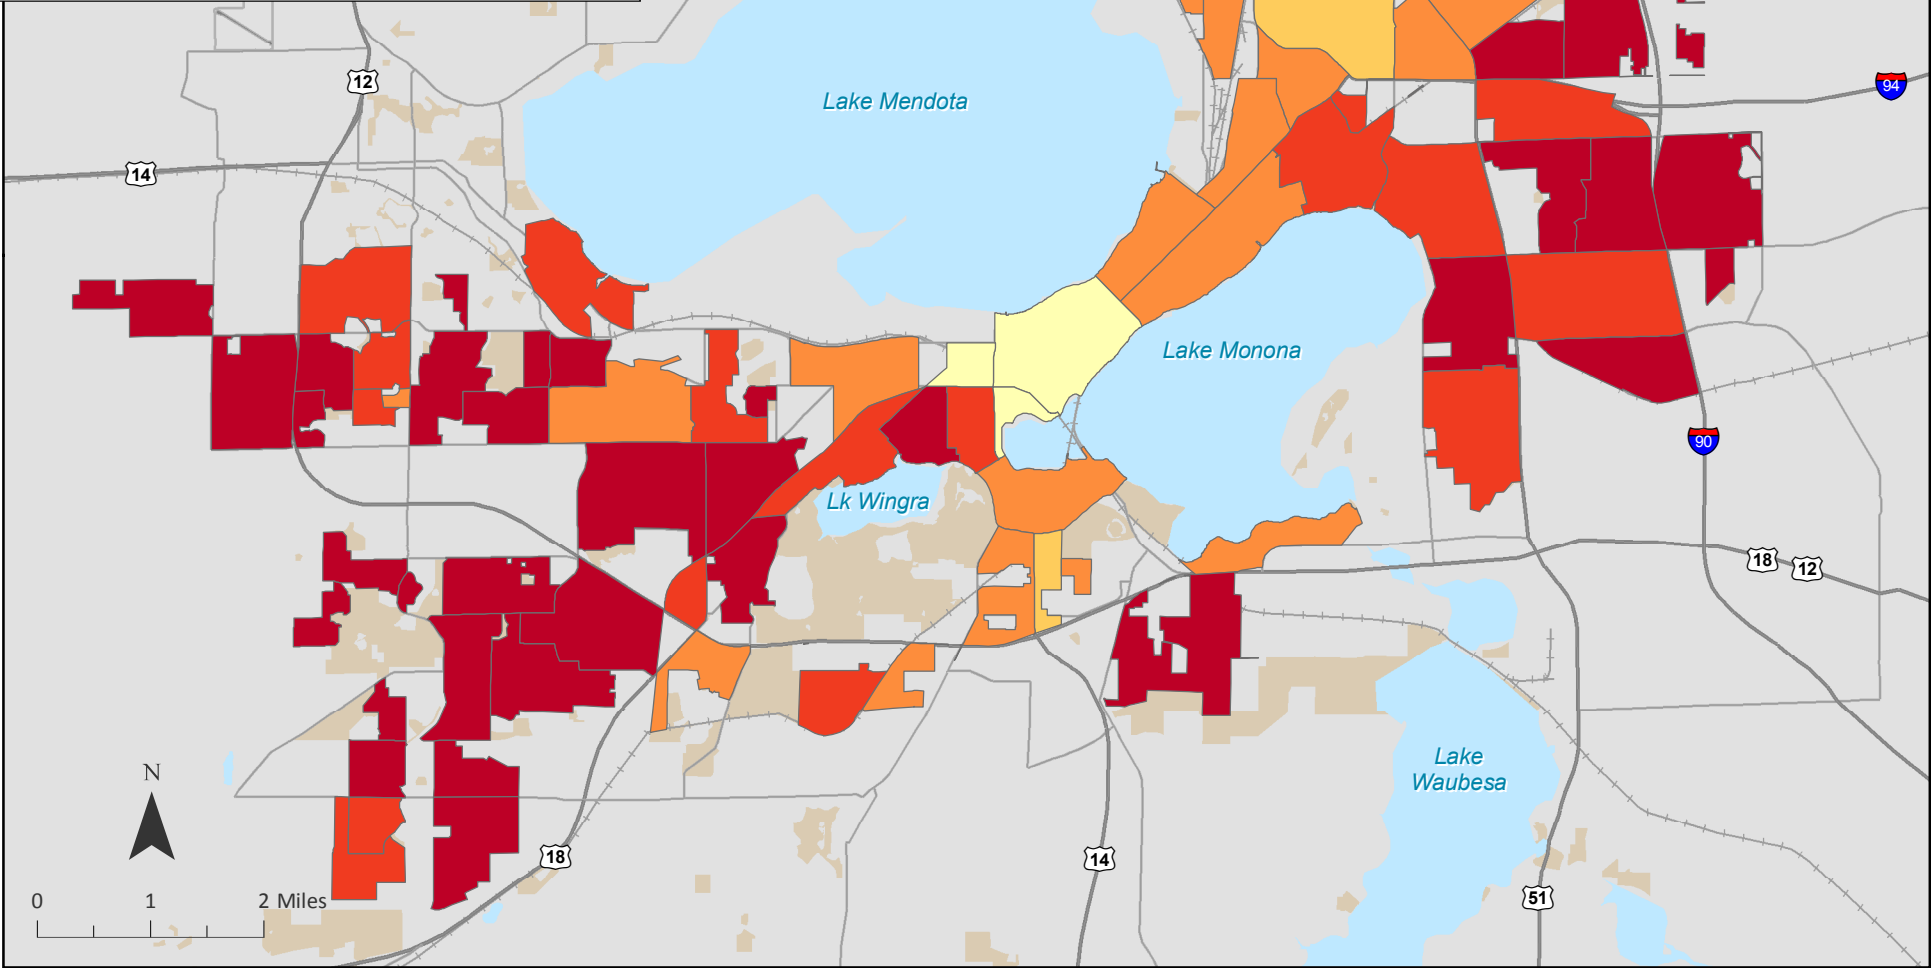 12
94
Lake Mendota
14
Lake Monona
90
Lk Wingra
18
12
Lake
Waubesa
N
18
14
0 1 2 Miles
51